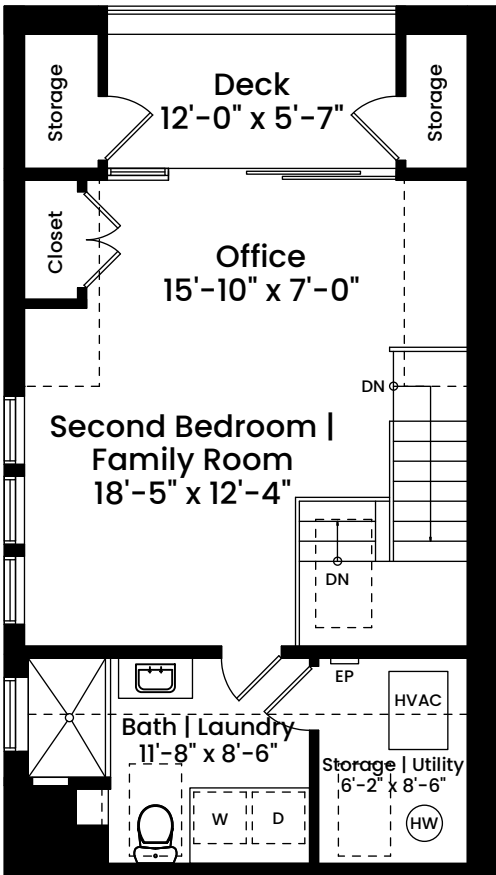 Storage
Deck
12'-0" x 5'-7"
Storage
Closet
Office
15'-10" x 7'-0"
DN
Second Bedroom |
Family Room
18'-5" x 12'-4"
DN
EP
HVAC
Bath | Laundry
11'-8" x 8'-6"
Storage | Utility
6'-2" x 8'-6"
W
D
HW